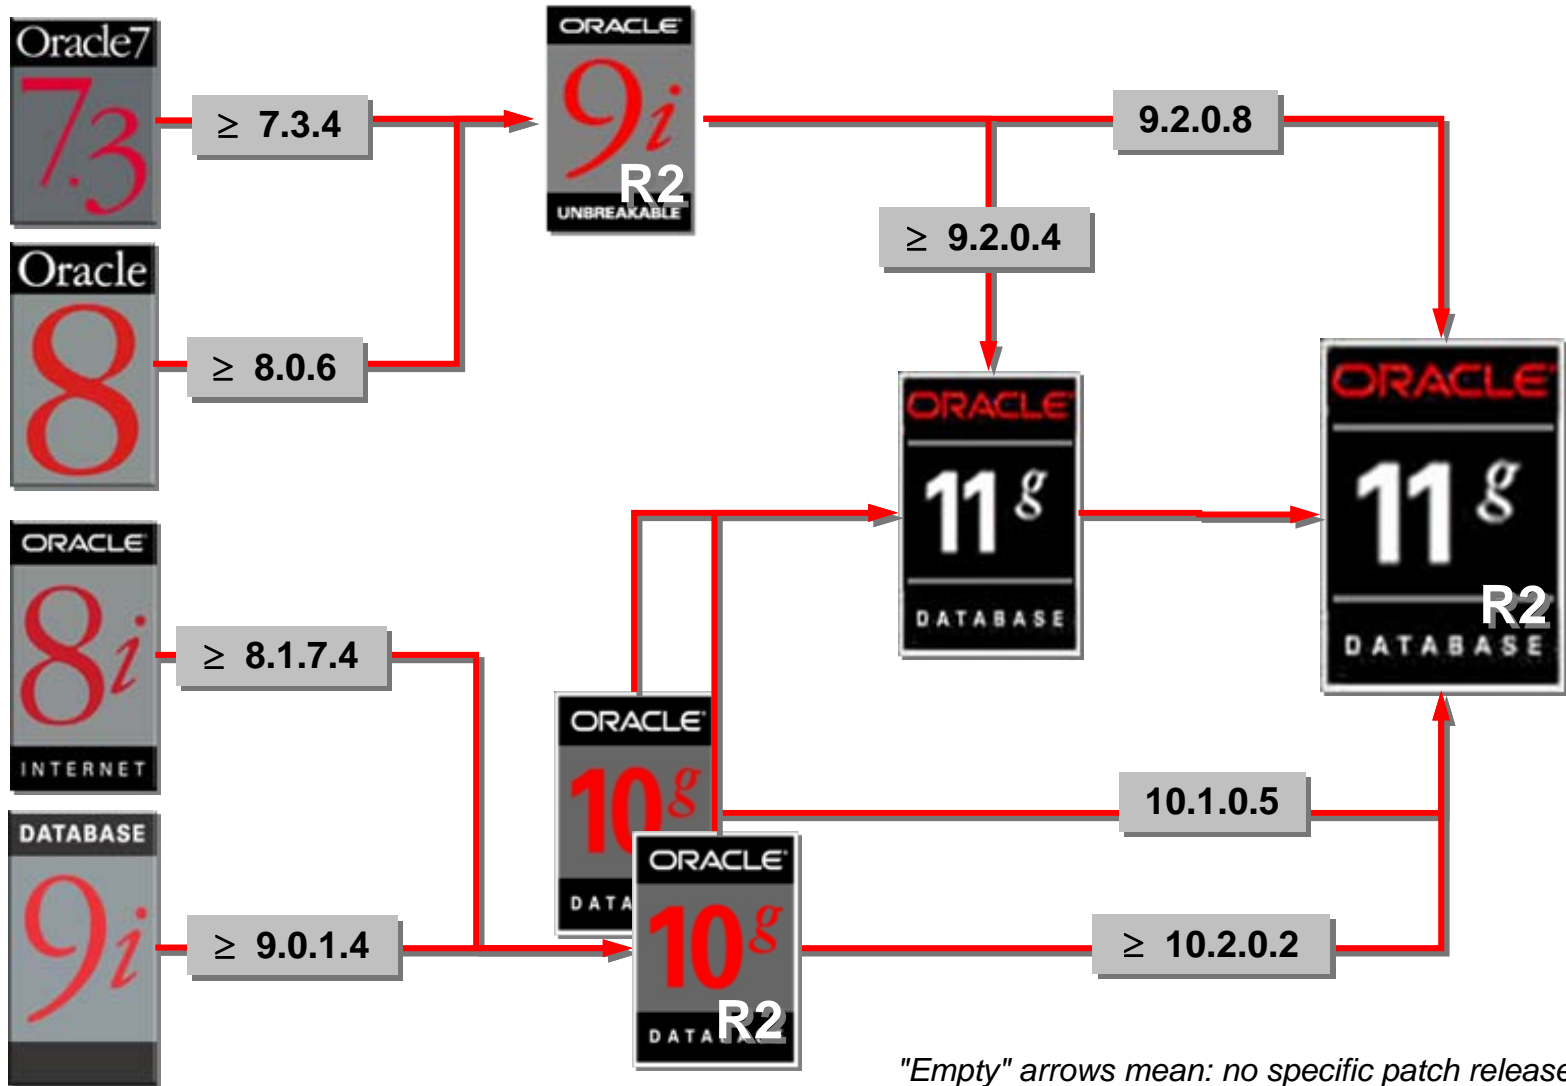 Oracle7
7.3
≥ 7.3.4
ORACLE
9i
R2
UNBREAKABLE
9.2.0.8
≥ 9.2.0.4
Oracle
8
≥ 8.0.6
ORACLE
11g
DATABASE
ORACLE
11g
R2
DATABASE
ORACLE
8i
INTERNET
≥ 8.1.7.4
DATABASE
9i
≥ 9.0.1.4
ORACLE
10g
DATA
ORACLE
10g
R2
DATABA
10.1.0.5
≥ 10.2.0.2
"Empty" arrows mean: no specific patch release